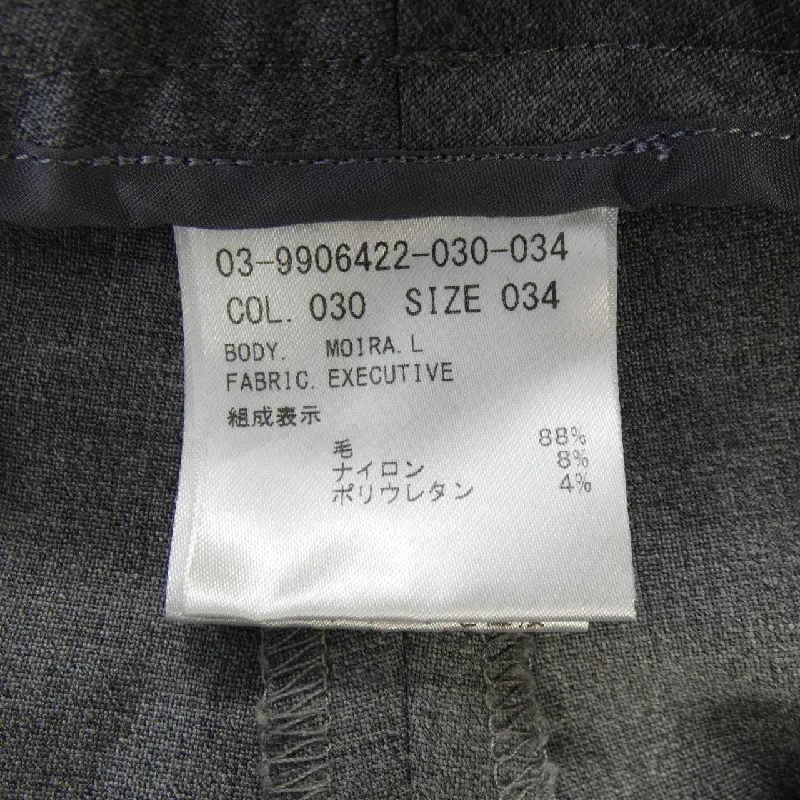 03-9906422-030-034
COL. 030 SIZE 034
BODY. MOIRA.L
FABRIC. EXECUTIVE
組成表示
毛 88%
ナイロン 8%
ポリウレタン 4%